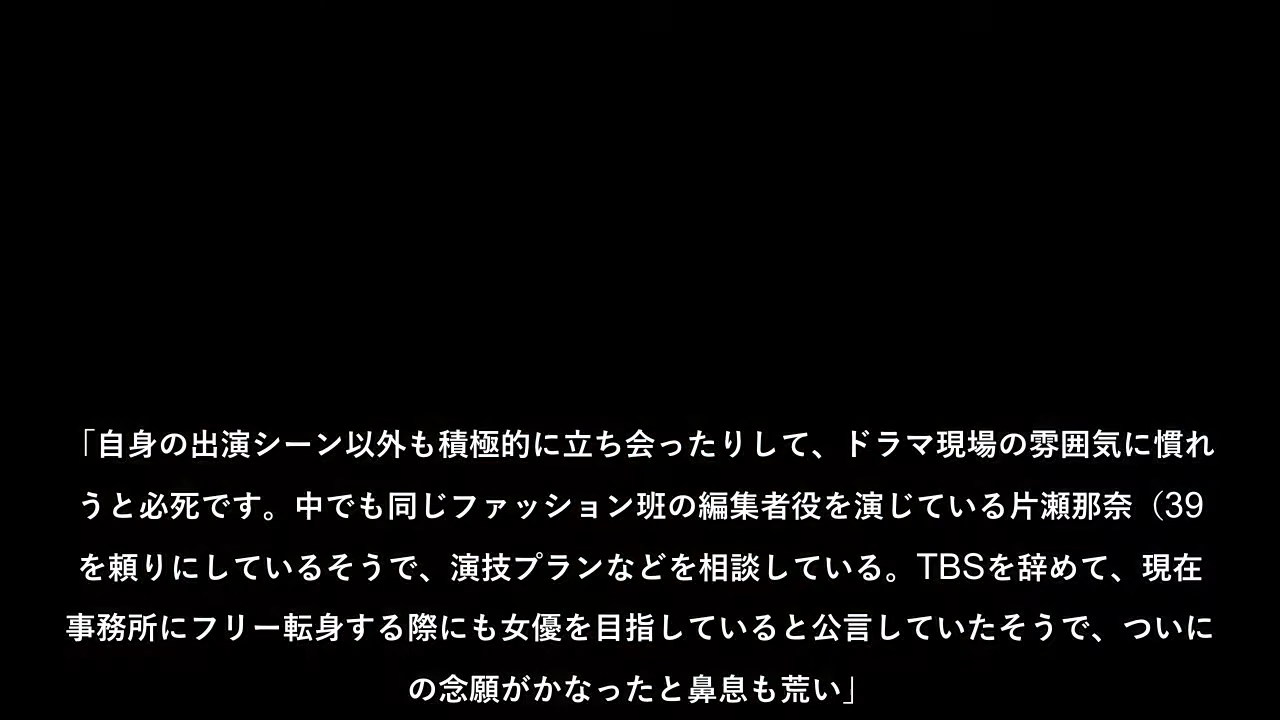 「自身の出演シーン以外も積極的に立ち会ったりして、ドラマ現場の雰囲気に慣れ
うと必死です。中でも同じファッション班の編集者役を演じている片瀬那奈（39
を頼りにしているそうで、演技プランなどを相談している。TBSを辞めて、現在
事務所にフリー転身する際にも女優を目指していると公言していたそうで、ついに
の念願がかなったと鼻息も荒い」